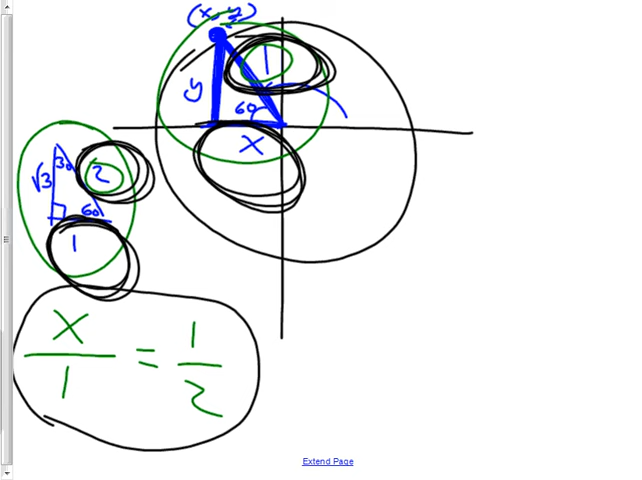 (x, y)
1
y
60
x
√3
30
2
60
1
x/1 = 1/2
Extend Page